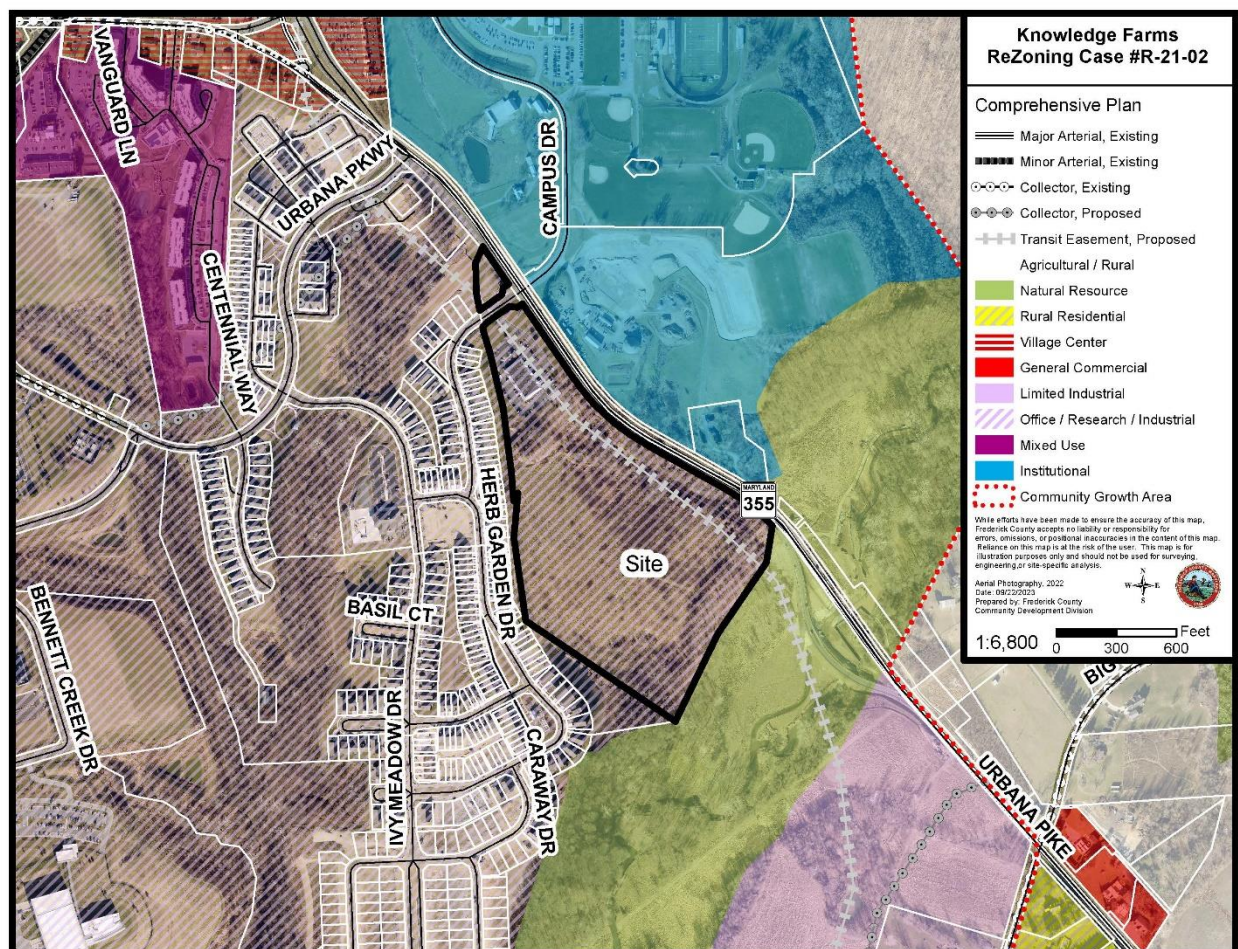 Knowledge Farms
ReZoning Case #R-21-02
Comprehensive Plan
Major Arterial, Existing
Minor Arterial, Existing
Collector, Existing
Collector, Proposed
Transit Easement, Proposed
Agricultural / Rural
Natural Resource
Rural Residential
Village Center
General Commercial
Limited Industrial
Office / Research / Industrial
Mixed Use
Institutional
Community Growth Area
While efforts have been made to ensure the accuracy of this map,
Frederick County accepts no liability or responsibility for
errors, omissions, or positional inaccuracies in the content of this map.
Reliance on this map is at the risk of the user. This map is for
illustration purposes only and should not be used for surveying,
engineering,or site-specific analysis.
Aerial Photography, 2022
Date: 09/22/2023
Prepared by: Frederick County
Community Development Division
N
W E
S
1:6,800
Feet
0 300 600
VANGUARD LN
URBANA PKWY
CAMPUS DR
CENTENNIAL WAY
HERB GARDEN DR
MARYLAND
355
Site
BASIL CT
BENNETT CREEK DR
IVY MEADOW DR
CARAWAY DR
URBANA PIKE
BIG